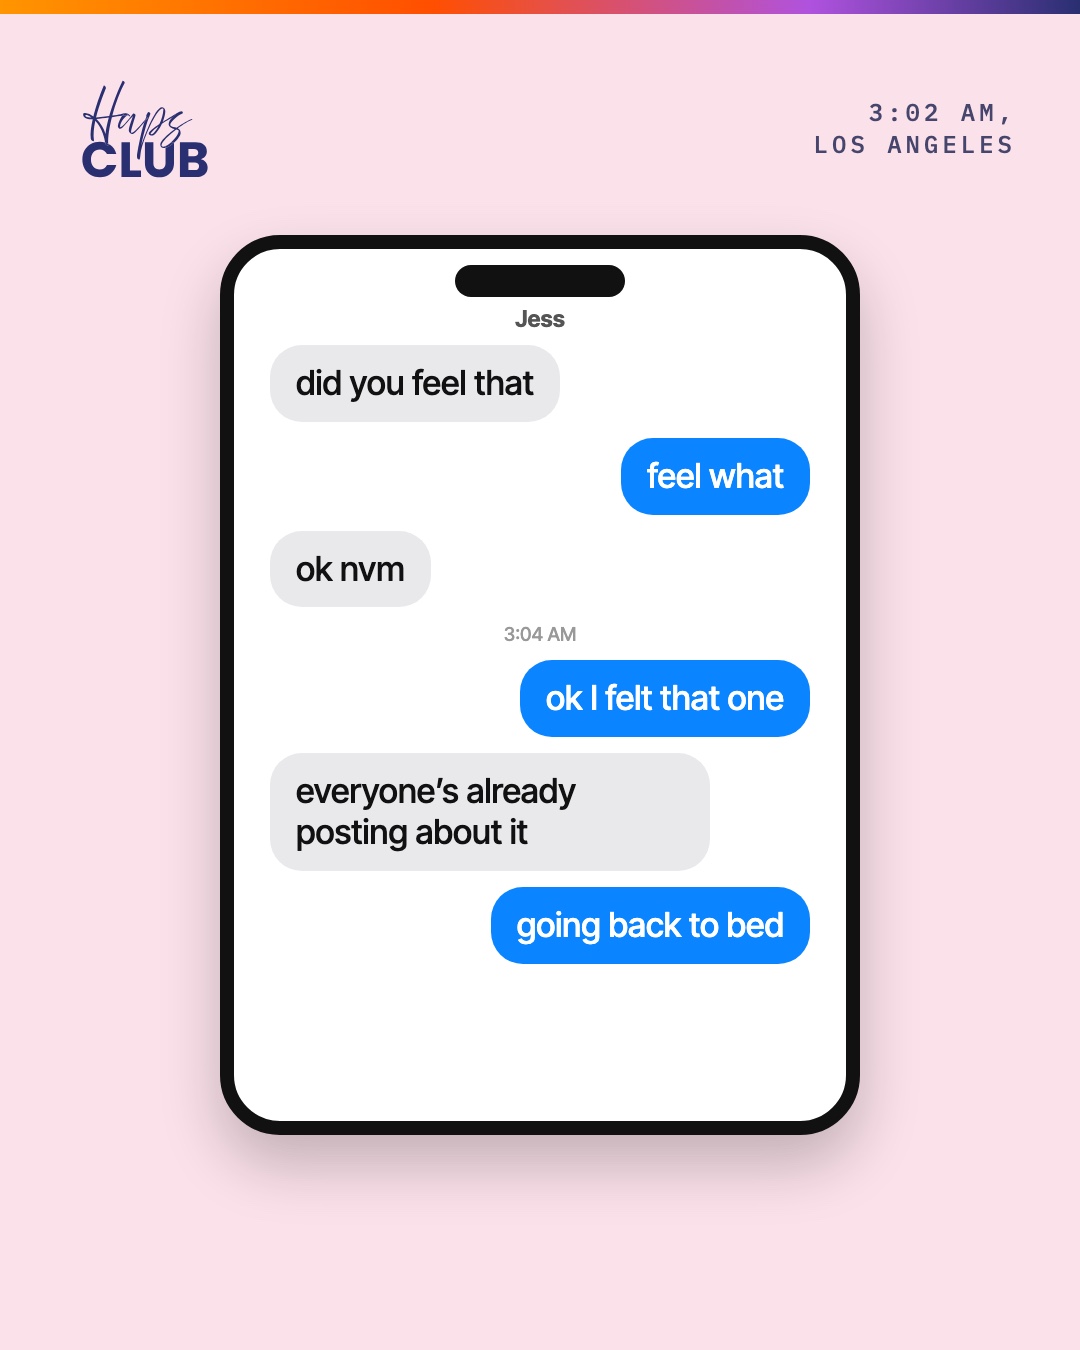 Haps
CLUB
3:02 AM,
LOS ANGELES
Jess
did you feel that
feel what
ok nvm
3:04 AM
ok I felt that one
everyone’s already
posting about it
going back to bed